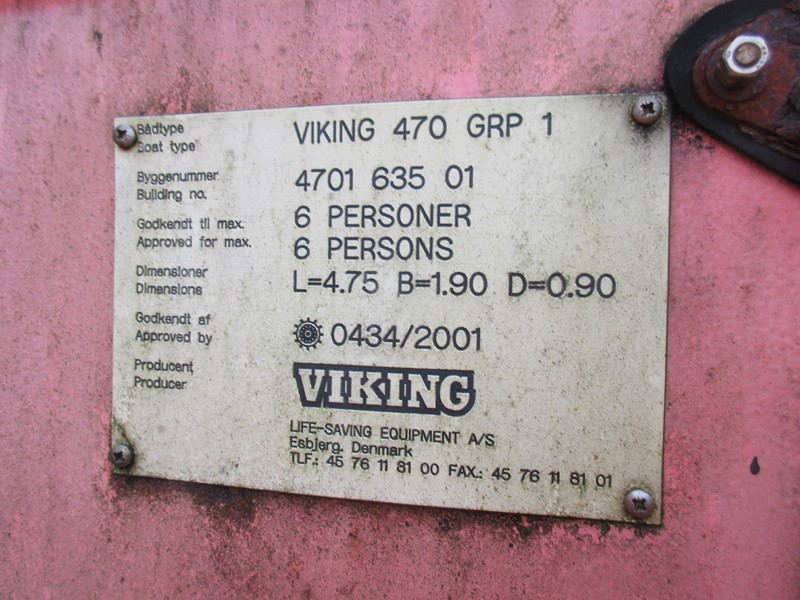 Bådtype
Boat type
VIKING 470 GRP 1
Byggenummer
Building no.
4701 635 01
Godkendt til max.
Approved for max.
6 PERSONER
6 PERSONS
Dimensioner
Dimensions
L=4.75 B=1.90 D=0.90
Godkendt af
Approved by
0434/2001
Producent
Producer
VIKING
LIFE-SAVING EQUIPMENT A/S
Esbjerg, Denmark
TLF.: 45 76 11 81 00 FAX.: 45 76 11 81 01